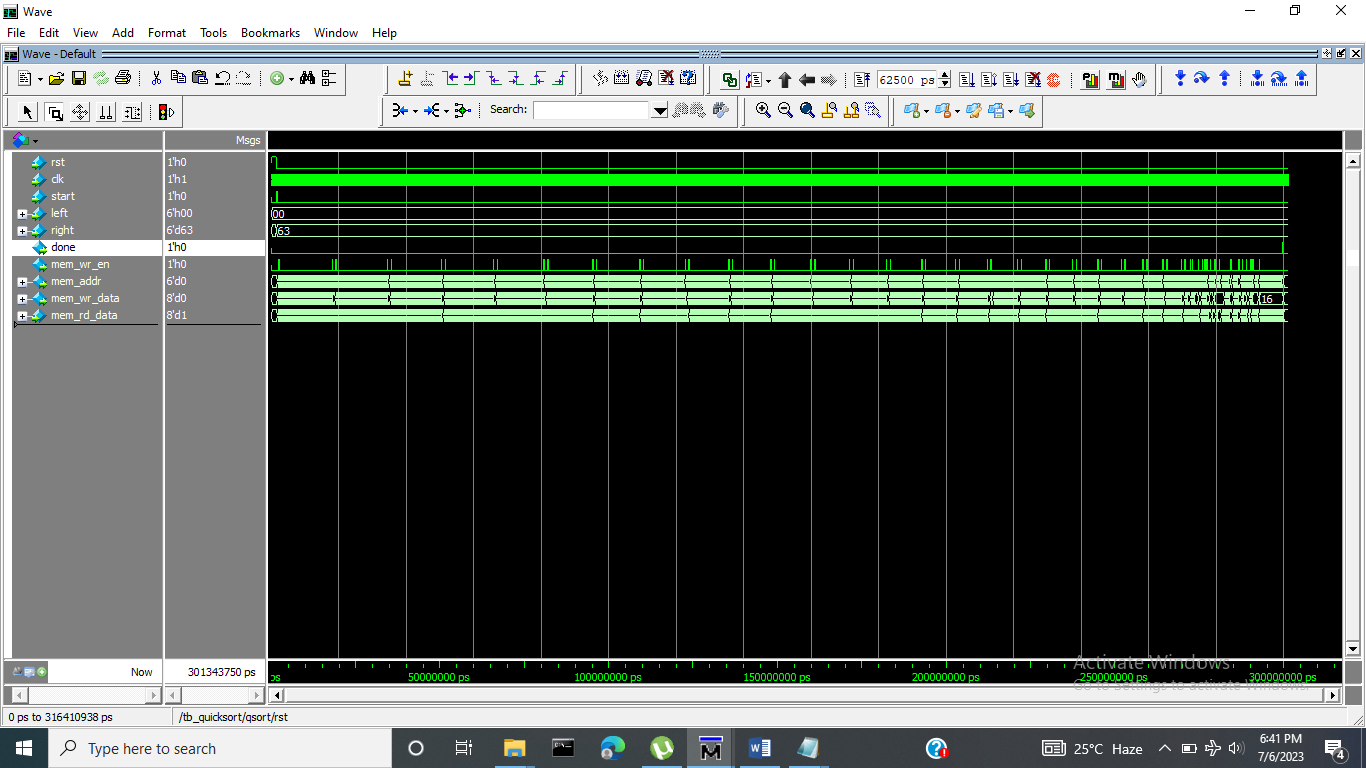 Wave
File Edit View Add Format Tools Bookmarks Window Help
Wave - Default
62500 ps
Search:
Msgs
rst 1'h0
clk 1'h1
start 1'h0
left 6'h00 00
right 6'd63 63
done 1'h0
mem_wr_en 1'h0
mem_addr 6'd0
mem_wr_data 8'd0 16
mem_rd_data 8'd1
Activate Windows
Go to Settings to activate Windows.
Now 301343750 ps ps 50000000 ps 100000000 ps 150000000 ps 200000000 ps 250000000 ps 300000000 ps
0 ps to 316410938 ps /tb_quicksort/qsort/rst
Type here to search
25°C Haze
6:41 PM
7/6/2023
4